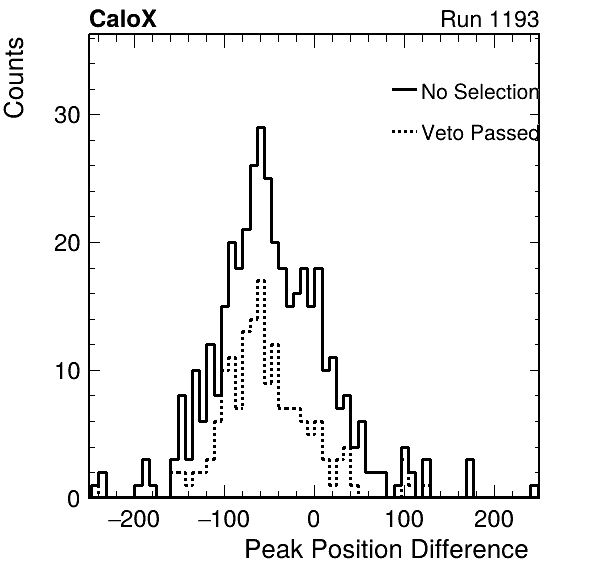 CaloX Run 1193
Counts
No Selection
Veto Passed
30
20
10
0
−200 −100 0 100 200
Peak Position Difference